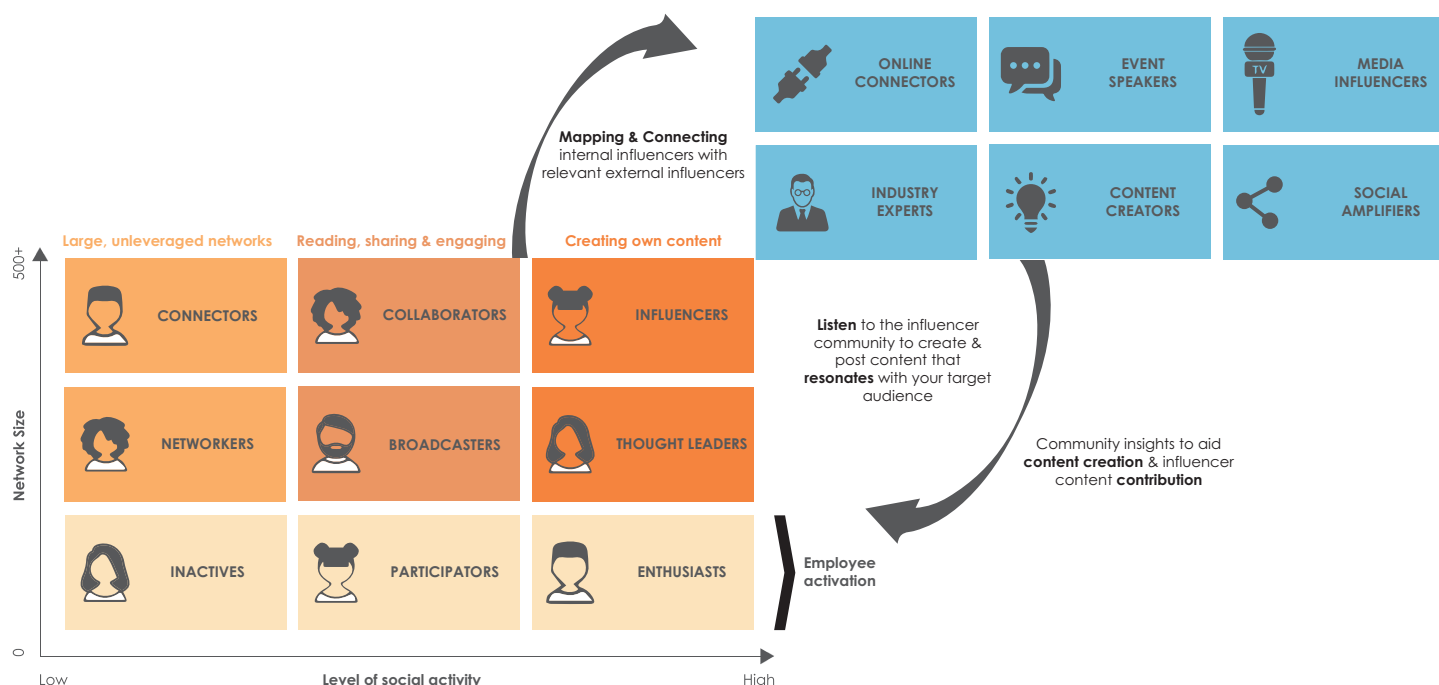 ONLINE
CONNECTORS
EVENT
SPEAKERS
TV
MEDIA
INFLUENCERS
Mapping & Connecting
internal influencers with
relevant external influencers
INDUSTRY
EXPERTS
CONTENT
CREATORS
SOCIAL
AMPLIFIERS
Large, unleveraged networks
Reading, sharing & engaging
Creating own content
500+
CONNECTORS
COLLABORATORS
INFLUENCERS
Listen to the influencer
community to create &
post content that
resonates with your target
audience
Network Size
NETWORKERS
BROADCASTERS
THOUGHT LEADERS
Community insights to aid
content creation & influencer
content contribution
INACTIVES
PARTICIPATORS
ENTHUSIASTS
Employee
activation
0
Low
Level of social activity
High